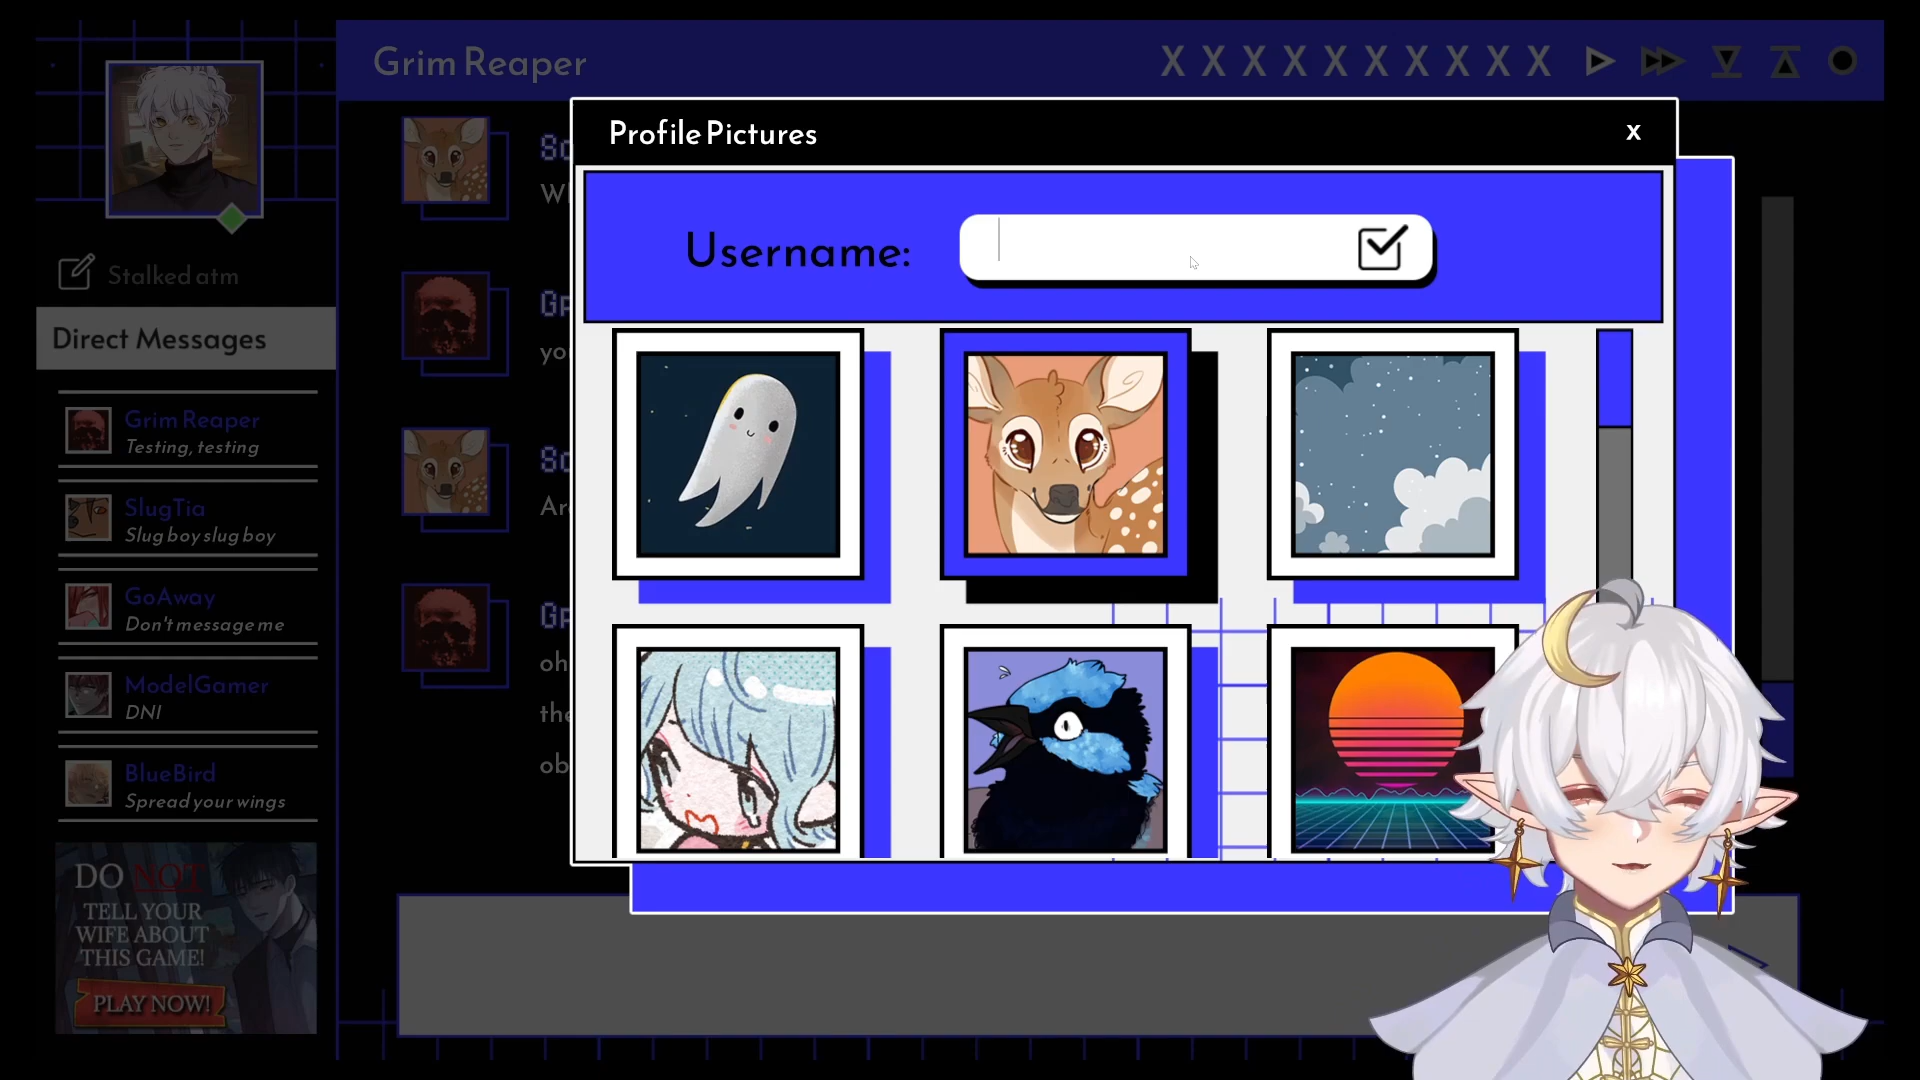 Grim Reaper
X X X X X X X X X X
Profile Pictures
X
Username:
Stalked atm
Direct Messages
Grim Reaper
Testing, testing
SlugTia
Slug boy slug boy
GoAway
Don't message me
ModelGamer
DNI
BlueBird
Spread your wings
DO NOT
TELL YOUR
WIFE ABOUT
THIS GAME!
PLAY NOW!